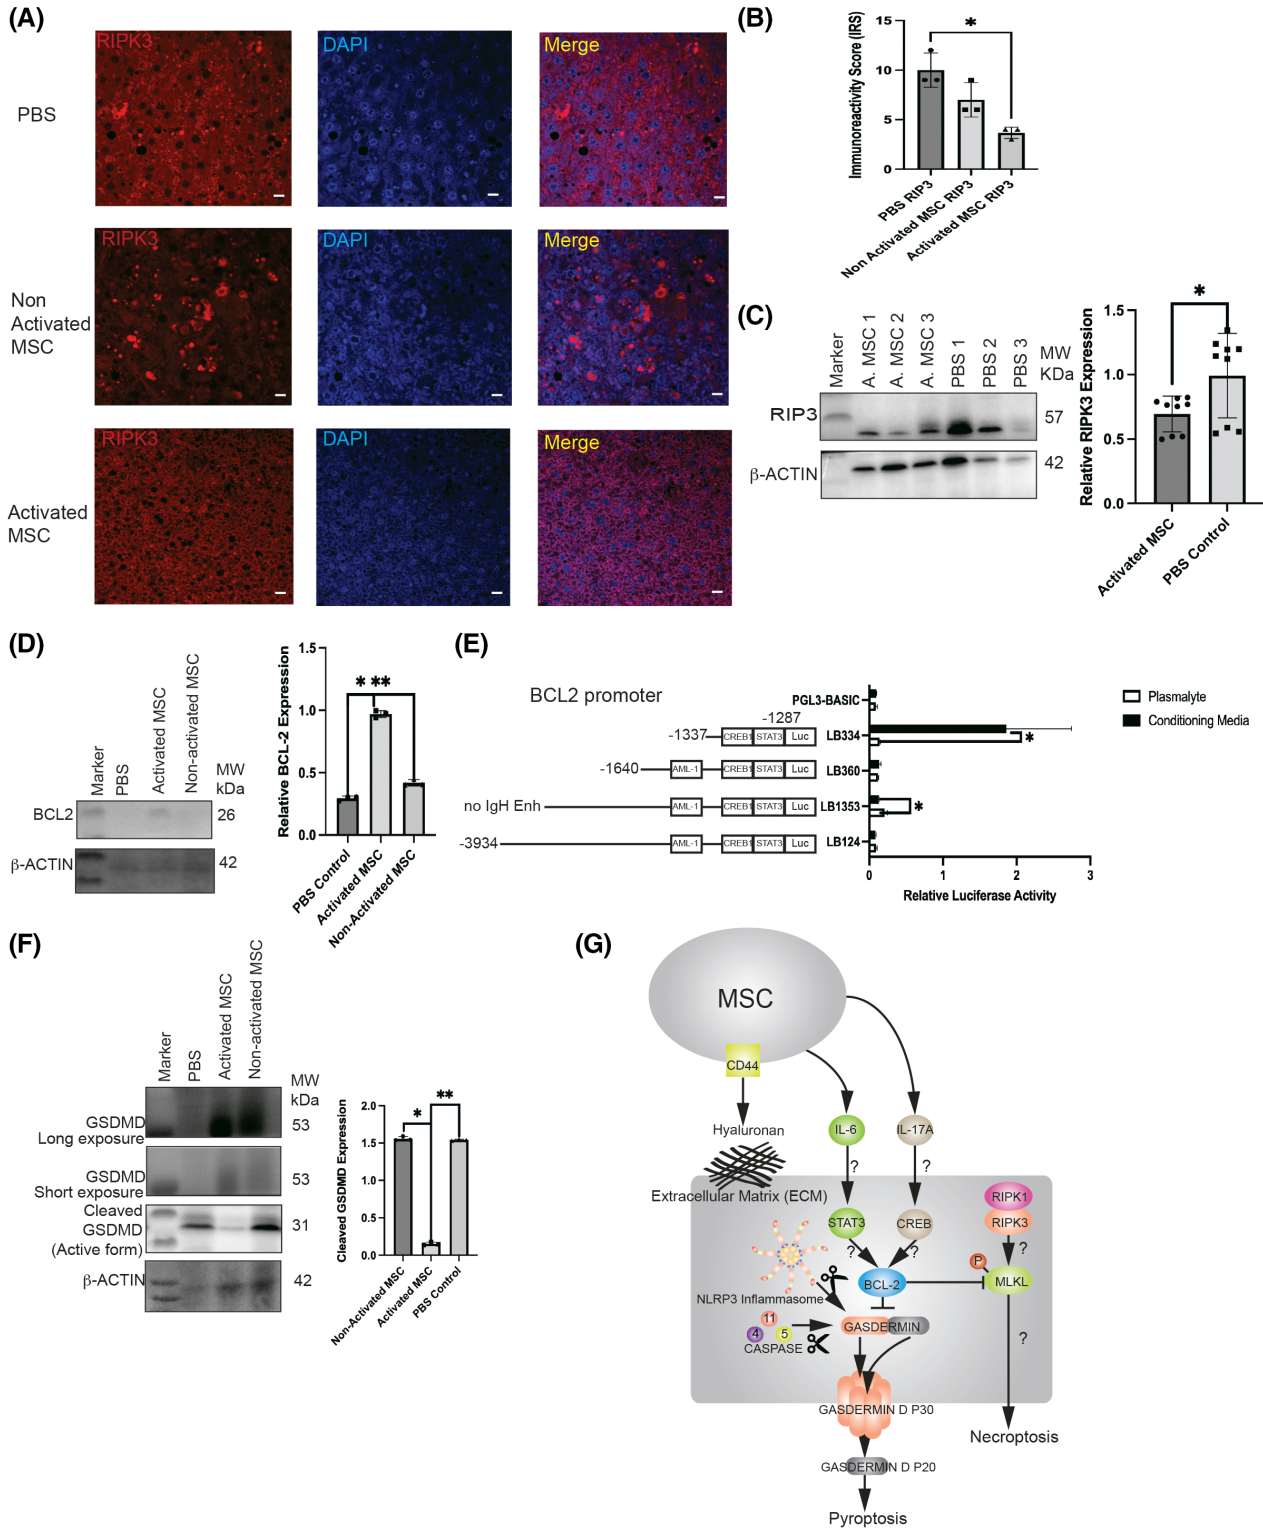 (A)
RIPK3
DAPI
Merge
PBS
RIPK3
DAPI
Merge
Non
Activated
MSC
RIPK3
DAPI
Merge
Activated
MSC
(B)
Immunoreactivity Score (IRS)
15
10
5
0
*
PBS RIP3
Non Activated MSC RIP3
Activated MSC RIP3
(C)
Marker
A. MSC 1
A. MSC 2
A. MSC 3
PBS 1
PBS 2
PBS 3
MW
KDa
RIP3
57
β-ACTIN
42
Relative RIPK3 Expression
1.5
1.0
0.5
0.0
*
Activated MSC
PBS Control
(D)
Marker
PBS
Activated MSC
Non-activated MSC
MW
kDa
BCL2
26
β-ACTIN
42
Relative BCL-2 Expression
1.5
1.0
0.5
0.0
* **
PBS Control
Activated MSC
Non-Activated MSC
(E)
BCL2 promoter
-1287
-1337
CREB1 STAT3 Luc
-1640
AML-1 CREB1 STAT3 Luc
no IgH Enh
AML-1 CREB1 STAT3 Luc
-3934
AML-1 CREB1 STAT3 Luc
PGL3-BASIC
LB334
LB360
LB1353
LB124
*
*
0 1 2 3
Relative Luciferase Activity
Plasmalyte
Conditioning Media
(F)
Marker
PBS
Activated MSC
Non-activated MSC
MW
kDa
GSDMD
Long exposure
53
GSDMD
Short exposure
53
Cleaved
GSDMD
(Active form)
31
β-ACTIN
42
Cleaved GSDMD Expression
2.0
1.5
1.0
0.5
0.0
*
**
Non-Activated MSC
Activated MSC
PBS Control
(G)
MSC
CD44
Hyaluronan
Extracellular Matrix (ECM)
IL-6
IL-17A
?
?
RIPK1
RIPK3
STAT3
CREB
?
?
?
P
BCL-2
MLKL
NLRP3 Inflammasome
11
4
5
CASPASE
GASDERMIN
?
GASDERMIN D P30
Necroptosis
GASDERMIN D P20
Pyroptosis